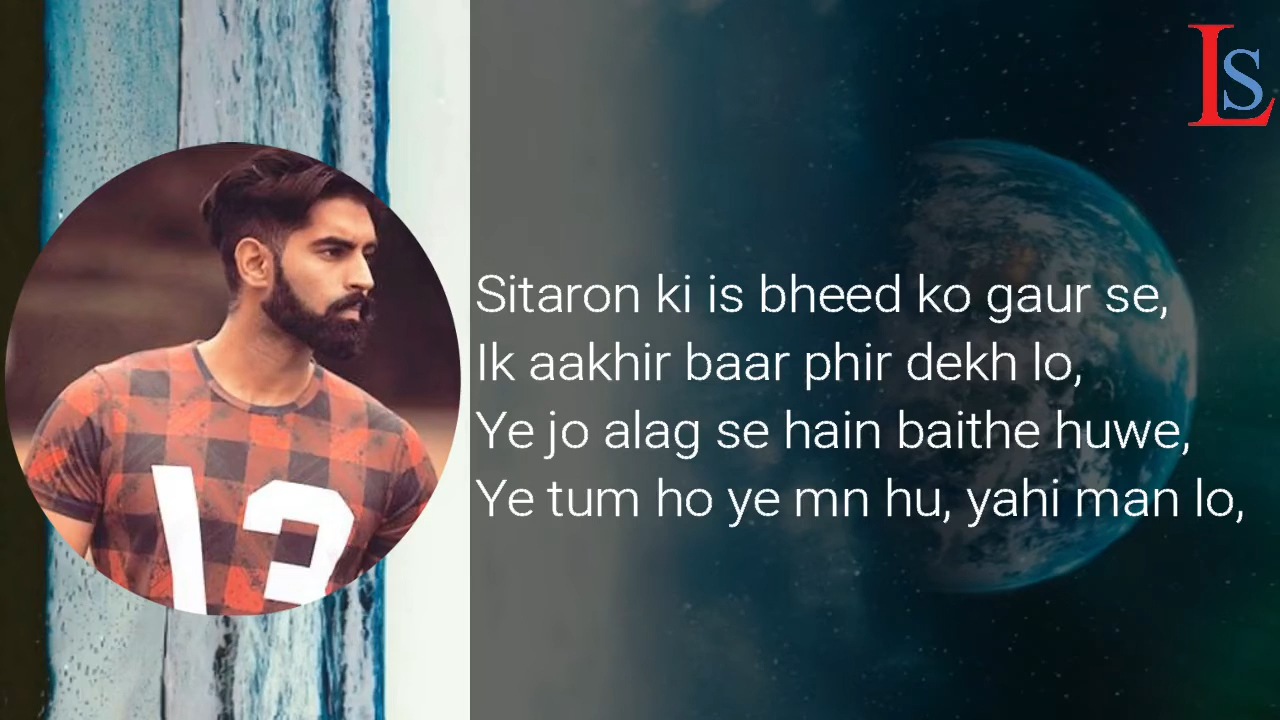 LS
Sitaron ki is bheed ko gaur se,
Ik aakhir baar phir dekh lo,
Ye jo alag se hain baithe huwe,
Ye tum ho ye mn hu, yahi man lo,
13